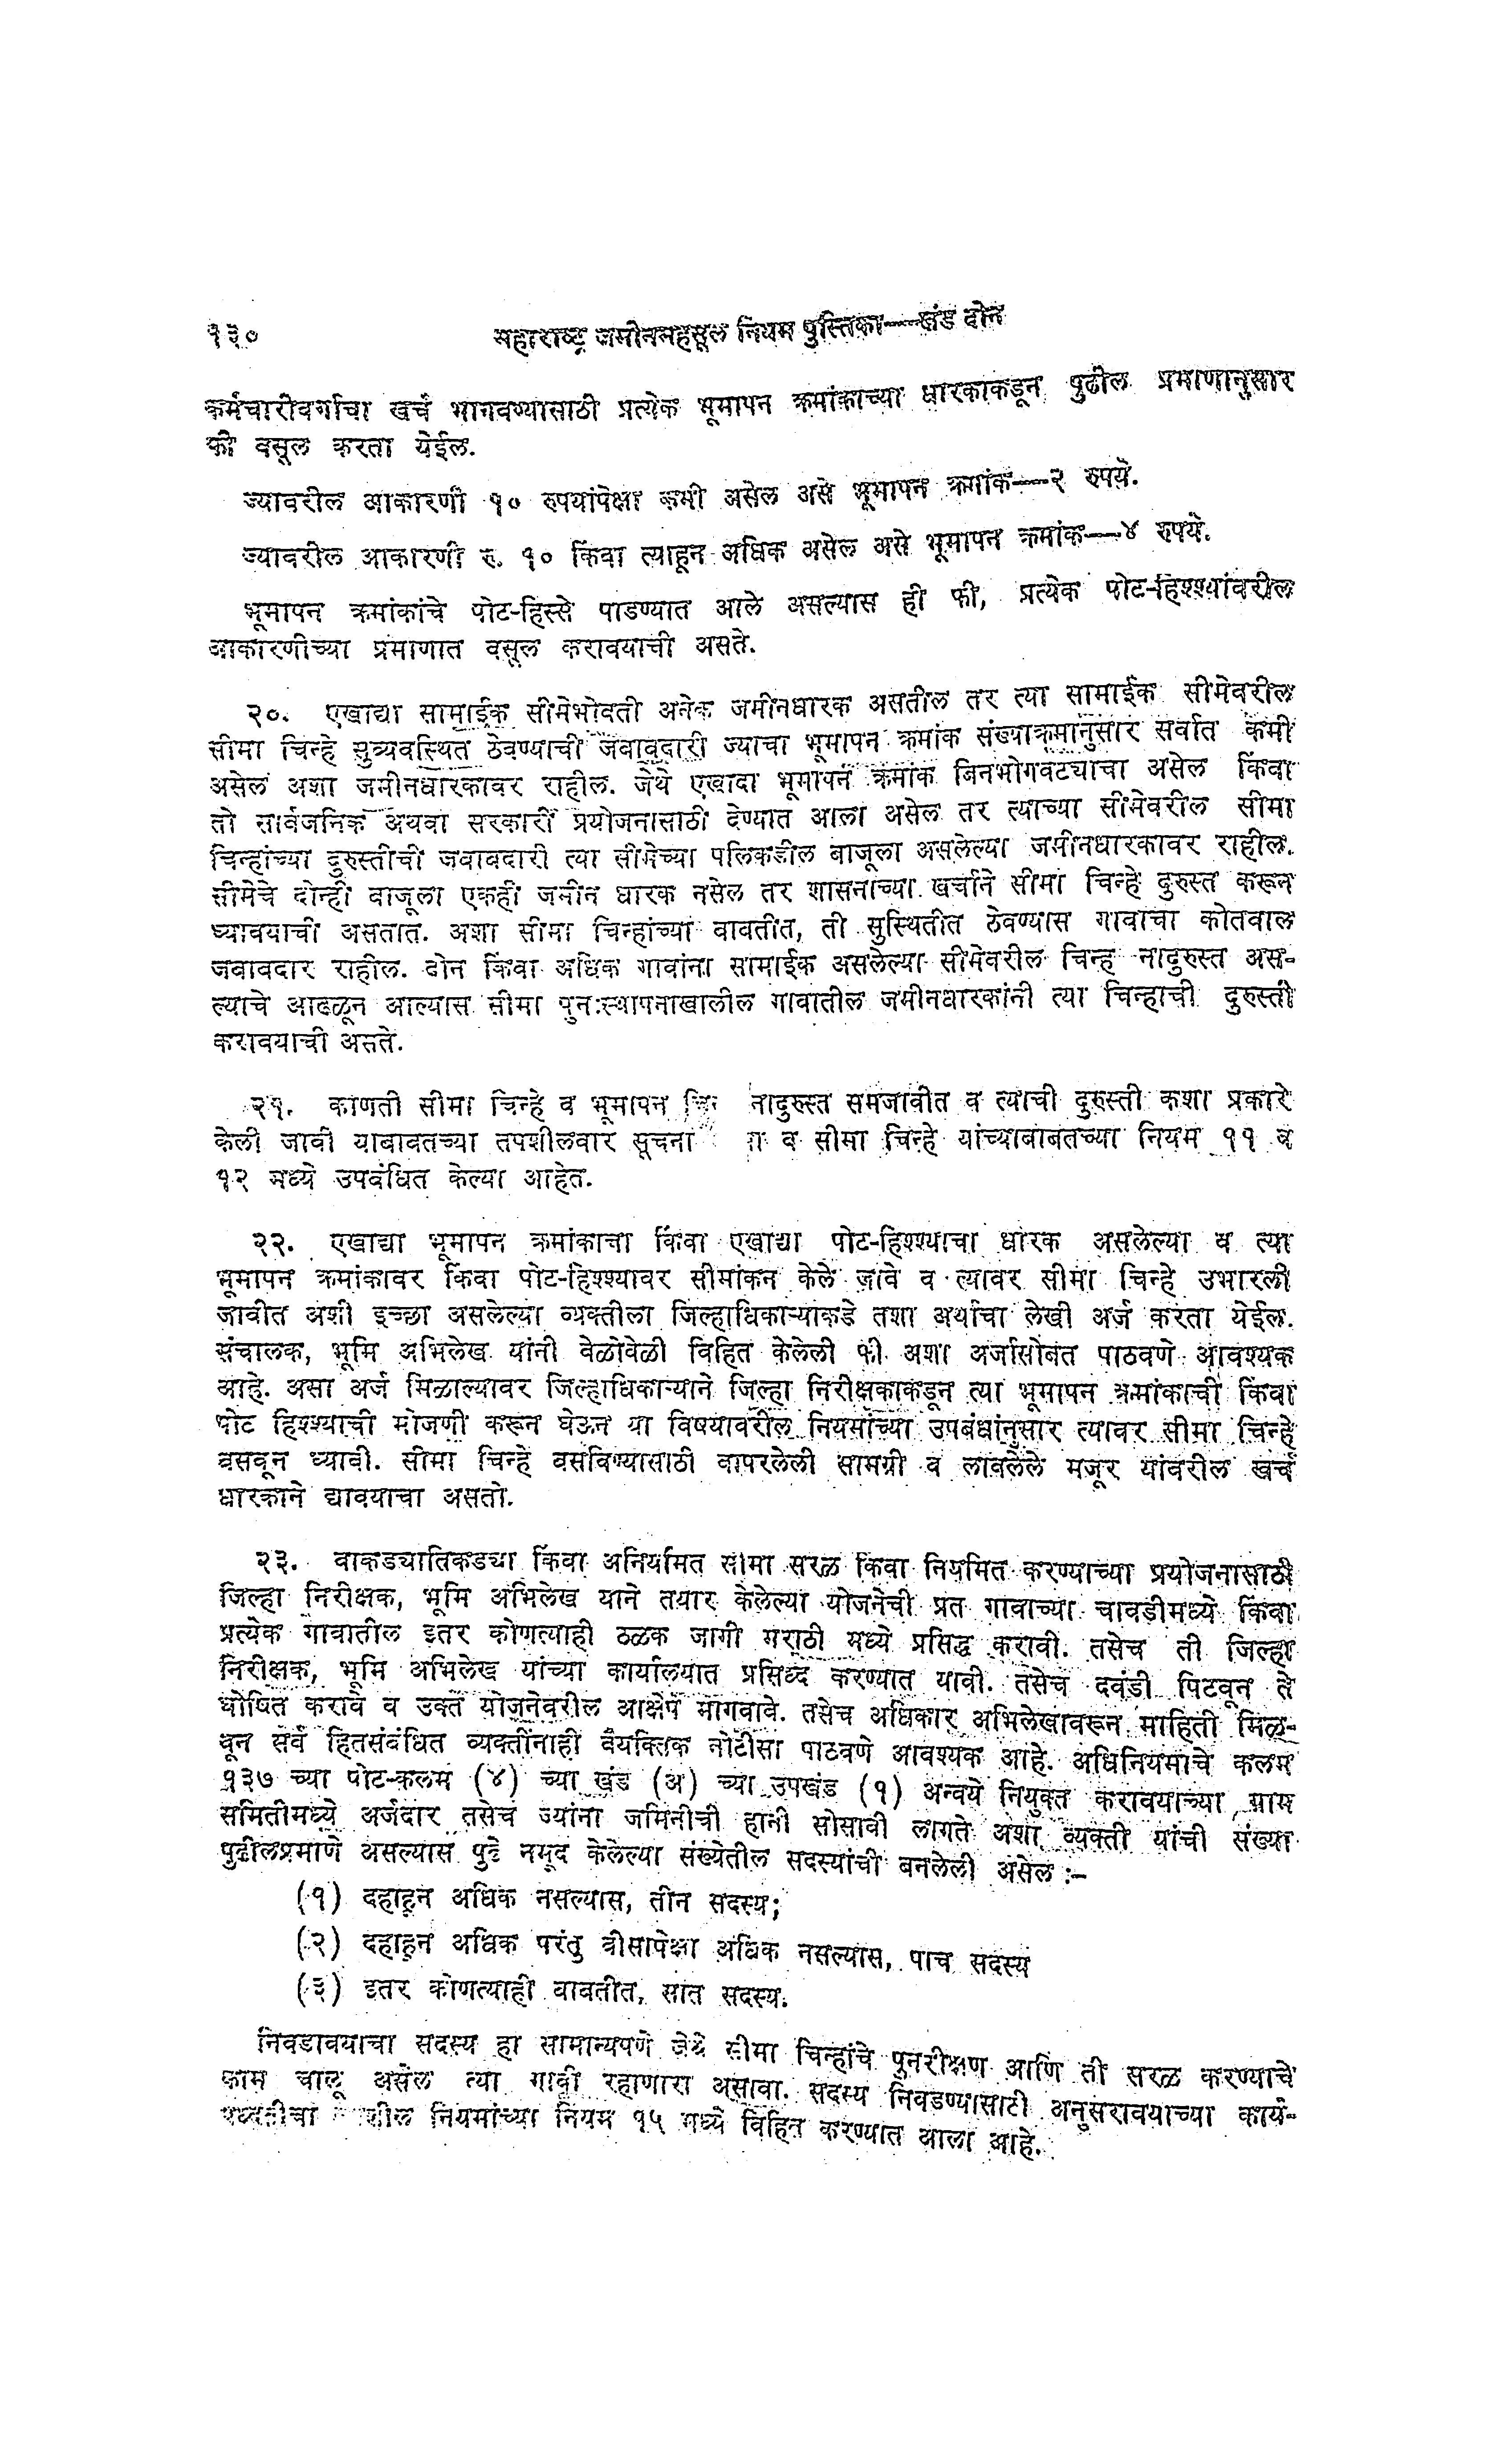 १३०
महाराष्ट्र जमीनमहसूल नियम पुस्तिका—खंड दोन
कर्मचारीवर्गाचा खर्च भागवण्यासाठी प्रत्येक भूमापन क्रमांकाच्या धारकाकडून पुढील प्रमाणानुसार
फी वसूल करता येईल.
ज्यावरील आकारणी १० रुपयांपेक्षा कमी असेल असे भूमापन क्रमांक—२ रुपये.
ज्यावरील आकारणी रु. १० किंवा त्याहून अधिक असेल असे भूमापन क्रमांक—४ रुपये.
भूमापन क्रमांकांचे पोट-हिस्से पाडण्यात आले असल्यास ही फी, प्रत्येक पोट-हिश्श्यांवरील
आकारणीच्या प्रमाणात वसूल करावयाची असते.
२०. एखाद्या सामाईक सीमेभोवती अनेक जमीनधारक असतील तर त्या सामाईक सीमेवरील
सीमा चिन्हे सुव्यवस्थित ठेवण्याची जबाबदारी ज्याचा भूमापन क्रमांक संख्याक्रमांनुसार सर्वात कमी
असेल अशा जमीनधारकावर राहील. जेथे एखादा भूमापन क्रमांक बिनभोगवट्याचा असेल किंवा
तो सार्वजनिक अथवा सरकारी प्रयोजनासाठी देण्यात आला असेल तर त्याच्या सीमेवरील सीमा
चिन्हांच्या दुरुस्तीची जबाबदारी त्या सीमेच्या पलिकडील बाजूला असलेल्या जमीनधारकावर राहील.
सीमेचे दोन्ही बाजूला एकही जमीन धारक नसेल तर शासनाच्या खर्चाने सीमा चिन्हे दुरुस्त करून
घ्यावयाची असतात. अशा सीमा चिन्हांच्या बाबतीत, ती सुस्थितीत ठेवण्यास गावाचा कोतवाल
जबाबदार राहील. दोन किंवा अधिक गावांना सामाईक असलेल्या सीमेवरील चिन्ह नादुरुस्त अस-
ल्याचे आढळून आल्यास सीमा पुनःस्थापनाखालील गावातील जमीनधारकांनी त्या चिन्हाची दुरुस्ती
करावयाची असते.
२१. कोणती सीमा चिन्हे व भूमापन नादुरुस्त समजावीत व त्याची दुरुस्ती कशा प्रकारे
केली जावी याबाबतच्या तपशीलवार सूचना व सीमा चिन्हे यांच्याबाबतच्या नियम ११ व
१२ मध्ये उपबंधित केल्या आहेत.
२२. एखाद्या भूमापन क्रमांकाचा किंवा एखाद्या पोट-हिश्श्याचा धारक असलेल्या व त्या
भूमापन क्रमांकावर किंवा पोट-हिश्श्यावर सीमांकन केले जावे व त्यावर सीमा चिन्हे उभारली
जावीत अशी इच्छा असलेल्या व्यक्तीला जिल्हाधिकाऱ्याकडे तशा अर्थाचा लेखी अर्ज करता येईल.
संचालक, भूमि अभिलेख यांनी वेळोवेळी विहित केलेली फी अशा अर्जासोबत पाठवणे आवश्यक
आहे. असा अर्ज मिळाल्यावर जिल्हाधिकाऱ्याने जिल्हा निरीक्षकाकडून त्या भूमापन क्रमांकाची किंवा
पोट हिश्श्याची मोजणी करून घेऊन या विषयावरील नियमांच्या उपबंधांनुसार त्यावर सीमा चिन्हे
बसवून घ्यावी. सीमा चिन्हे बसविण्यासाठी वापरलेली सामग्री व लावलेले मजूर यांवरील खर्च
धारकाने द्यावयाचा असतो.
२३. वाकड्यातिकड्या किंवा अनियमित सीमा सरळ किंवा नियमित करण्याच्या प्रयोजनासाठी
जिल्हा निरीक्षक, भूमि अभिलेख याने तयार केलेल्या योजनेची प्रत गावाच्या चावडीमध्ये किंवा
प्रत्येक गावातील इतर कोणत्याही ठळक जागी मराठी मध्ये प्रसिद्ध करावी. तसेच ती जिल्हा
निरीक्षक, भूमि अभिलेख यांच्या कार्यालयात प्रसिध्द करण्यात यावी. तसेच दवंडी पिटवून ते
घोषित करावे व उक्त योजनेवरील आक्षेप मागवावे. तसेच अधिकार अभिलेखावरून माहिती मिळ-
वून सर्व हितसंबंधित व्यक्तींनाही वैयक्तिक नोटीसा पाठवणे आवश्यक आहे. अधिनियमाचे कलम
१३७ च्या पोट-कलम (४) च्या खंड (अ) च्या उपखंड (१) अन्वये नियुक्त करावयाच्या ग्राम
समितीमध्ये अर्जदार तसेच ज्यांना जमिनीची हानी सोसावी लागते अशा व्यक्ती यांची संख्या
पुढीलप्रमाणे असल्यास पुढे नमूद केलेल्या संख्येतील सदस्यांची बनलेली असेल :—
(१) दहाहून अधिक नसल्यास, तीन सदस्य;
(२) दहाहून अधिक परंतु वीसापेक्षा अधिक नसल्यास, पाच सदस्य
(३) इतर कोणत्याही बाबतीत, सात सदस्य.
निवडावयाचा सदस्य हा सामान्यपणे जेथे सीमा चिन्हांचे पुनरीक्षण आणि ती सरळ करण्याचे
काम चालू असेल त्या गावी रहाणारा असावा. सदस्य निवडण्यासाठी अनुसरावयाच्या कार्य-
पध्दतीचा नियमांच्या नियम १५ मध्ये विहित करण्यात आला आहे.